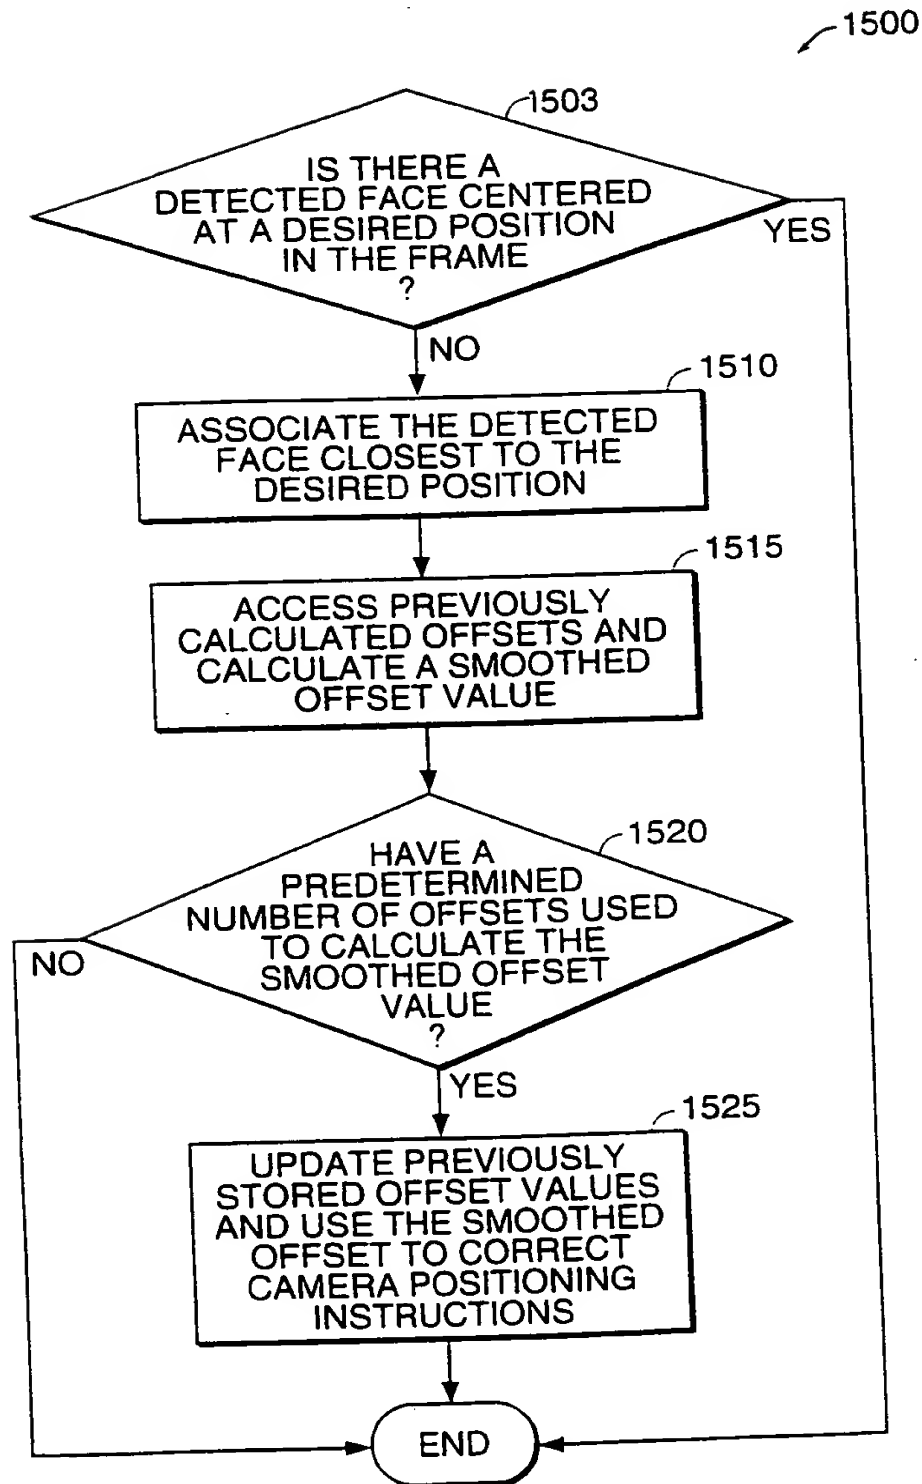 1500
1503
IS THERE A
DETECTED FACE CENTERED
AT A DESIRED POSITION
IN THE FRAME
?
YES
NO
1510
ASSOCIATE THE DETECTED
FACE CLOSEST TO THE
DESIRED POSITION
1515
ACCESS PREVIOUSLY
CALCULATED OFFSETS AND
CALCULATE A SMOOTHED
OFFSET VALUE
1520
HAVE A
PREDETERMINED
NUMBER OF OFFSETS USED
TO CALCULATE THE
SMOOTHED OFFSET
VALUE
?
NO
YES
1525
UPDATE PREVIOUSLY
STORED OFFSET VALUES
AND USE THE SMOOTHED
OFFSET TO CORRECT
CAMERA POSITIONING
INSTRUCTIONS
END